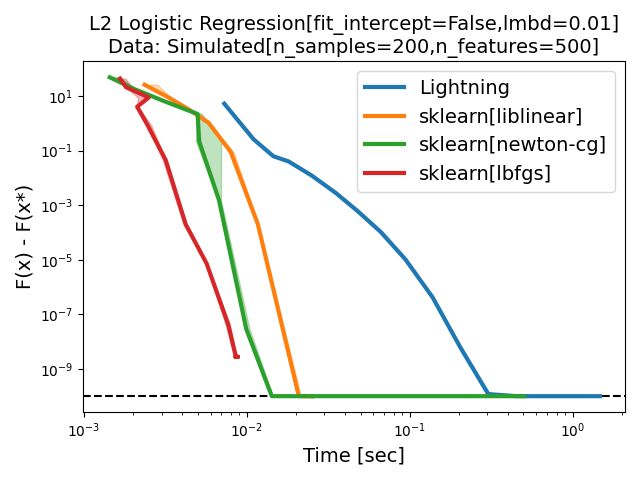 L2 Logistic Regression[fit_intercept=False,lmbd=0.01]
Data: Simulated[n_samples=200,n_features=500]
Lightning
sklearn[liblinear]
sklearn[newton-cg]
sklearn[lbfgs]
F(x) - F(x*)
10¹
10⁻¹
10⁻³
10⁻⁵
10⁻⁷
10⁻⁹
10⁻³
10⁻²
10⁻¹
10⁰
Time [sec]